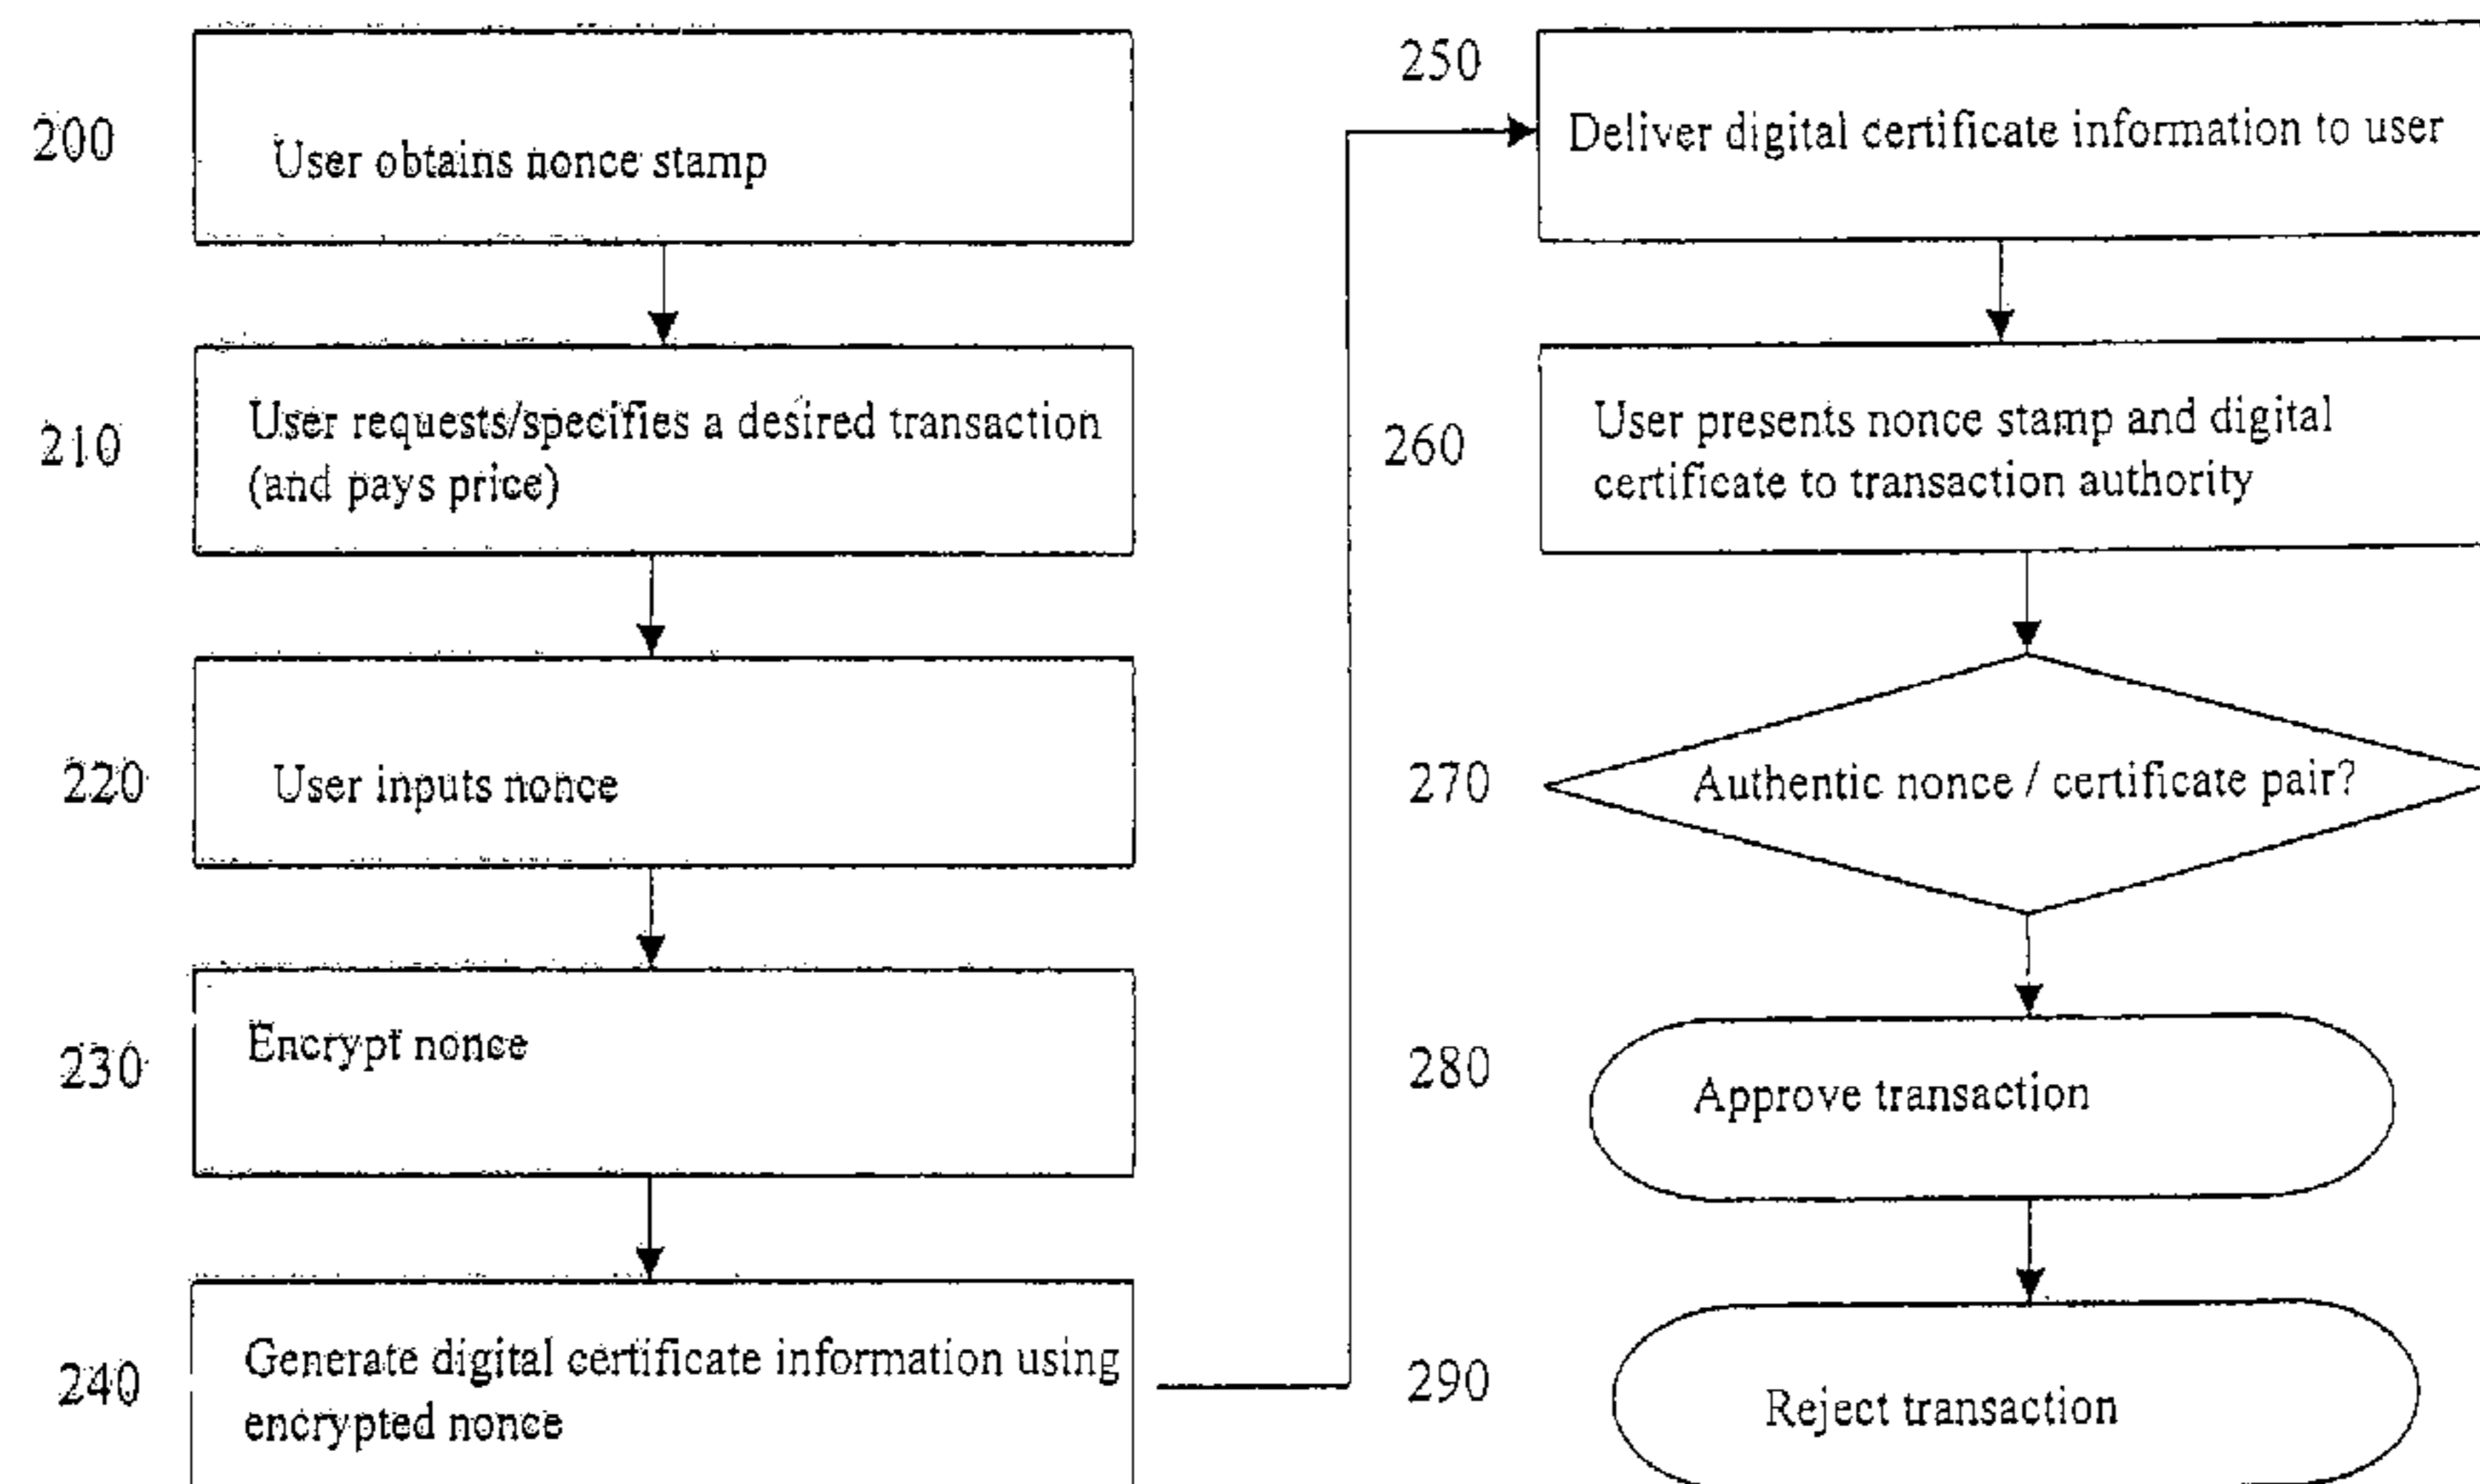 200
User obtains nonce stamp
210
User requests/specifies a desired transaction
(and pays price)
220
User inputs nonce
230
Encrypt nonce
240
Generate digital certificate information using
encrypted nonce
250
Deliver digital certificate information to user
260
User presents nonce stamp and digital
certificate to transaction authority
270
Authentic nonce / certificate pair?
280
Approve transaction
290
Reject transaction